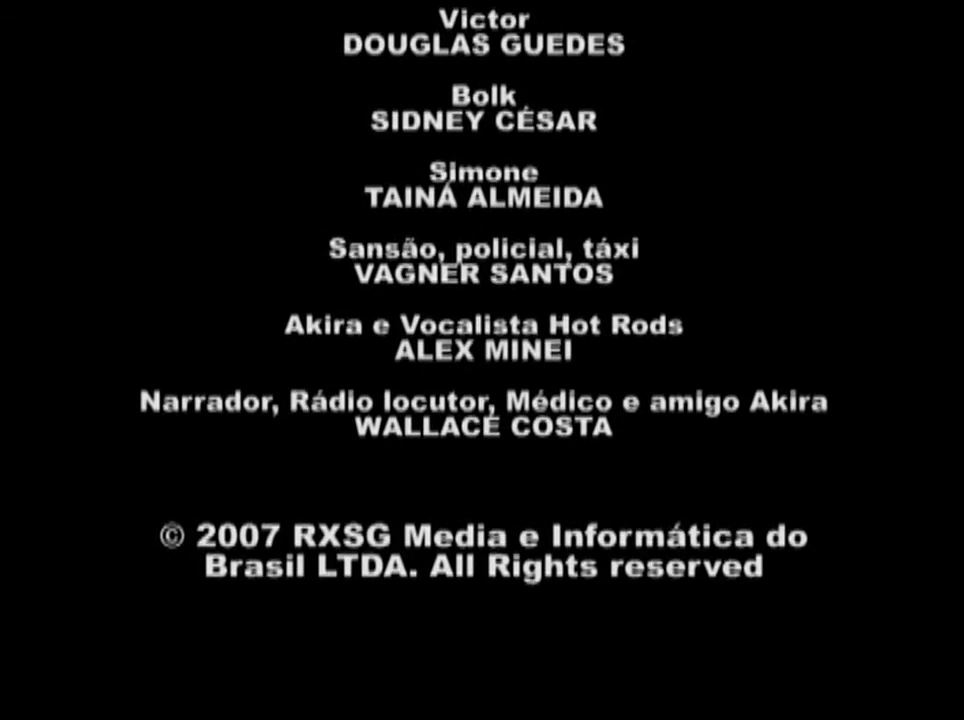 Victor
DOUGLAS GUEDES
Bolk
SIDNEY CÉSAR
Simone
TAINÁ ALMEIDA
Sansão, policial, táxi
VAGNER SANTOS
Akira e Vocalista Hot Rods
ALEX MINEI
Narrador, Rádio locutor, Médico e amigo Akira
WALLACE COSTA
© 2007 RXSG Media e Informática do
Brasil LTDA. All Rights reserved